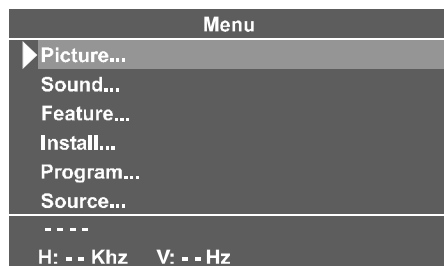 Menu
Picture...
Sound...
Feature...
Install...
Program...
Source...
- - - -
H: - - Khz V: - - Hz